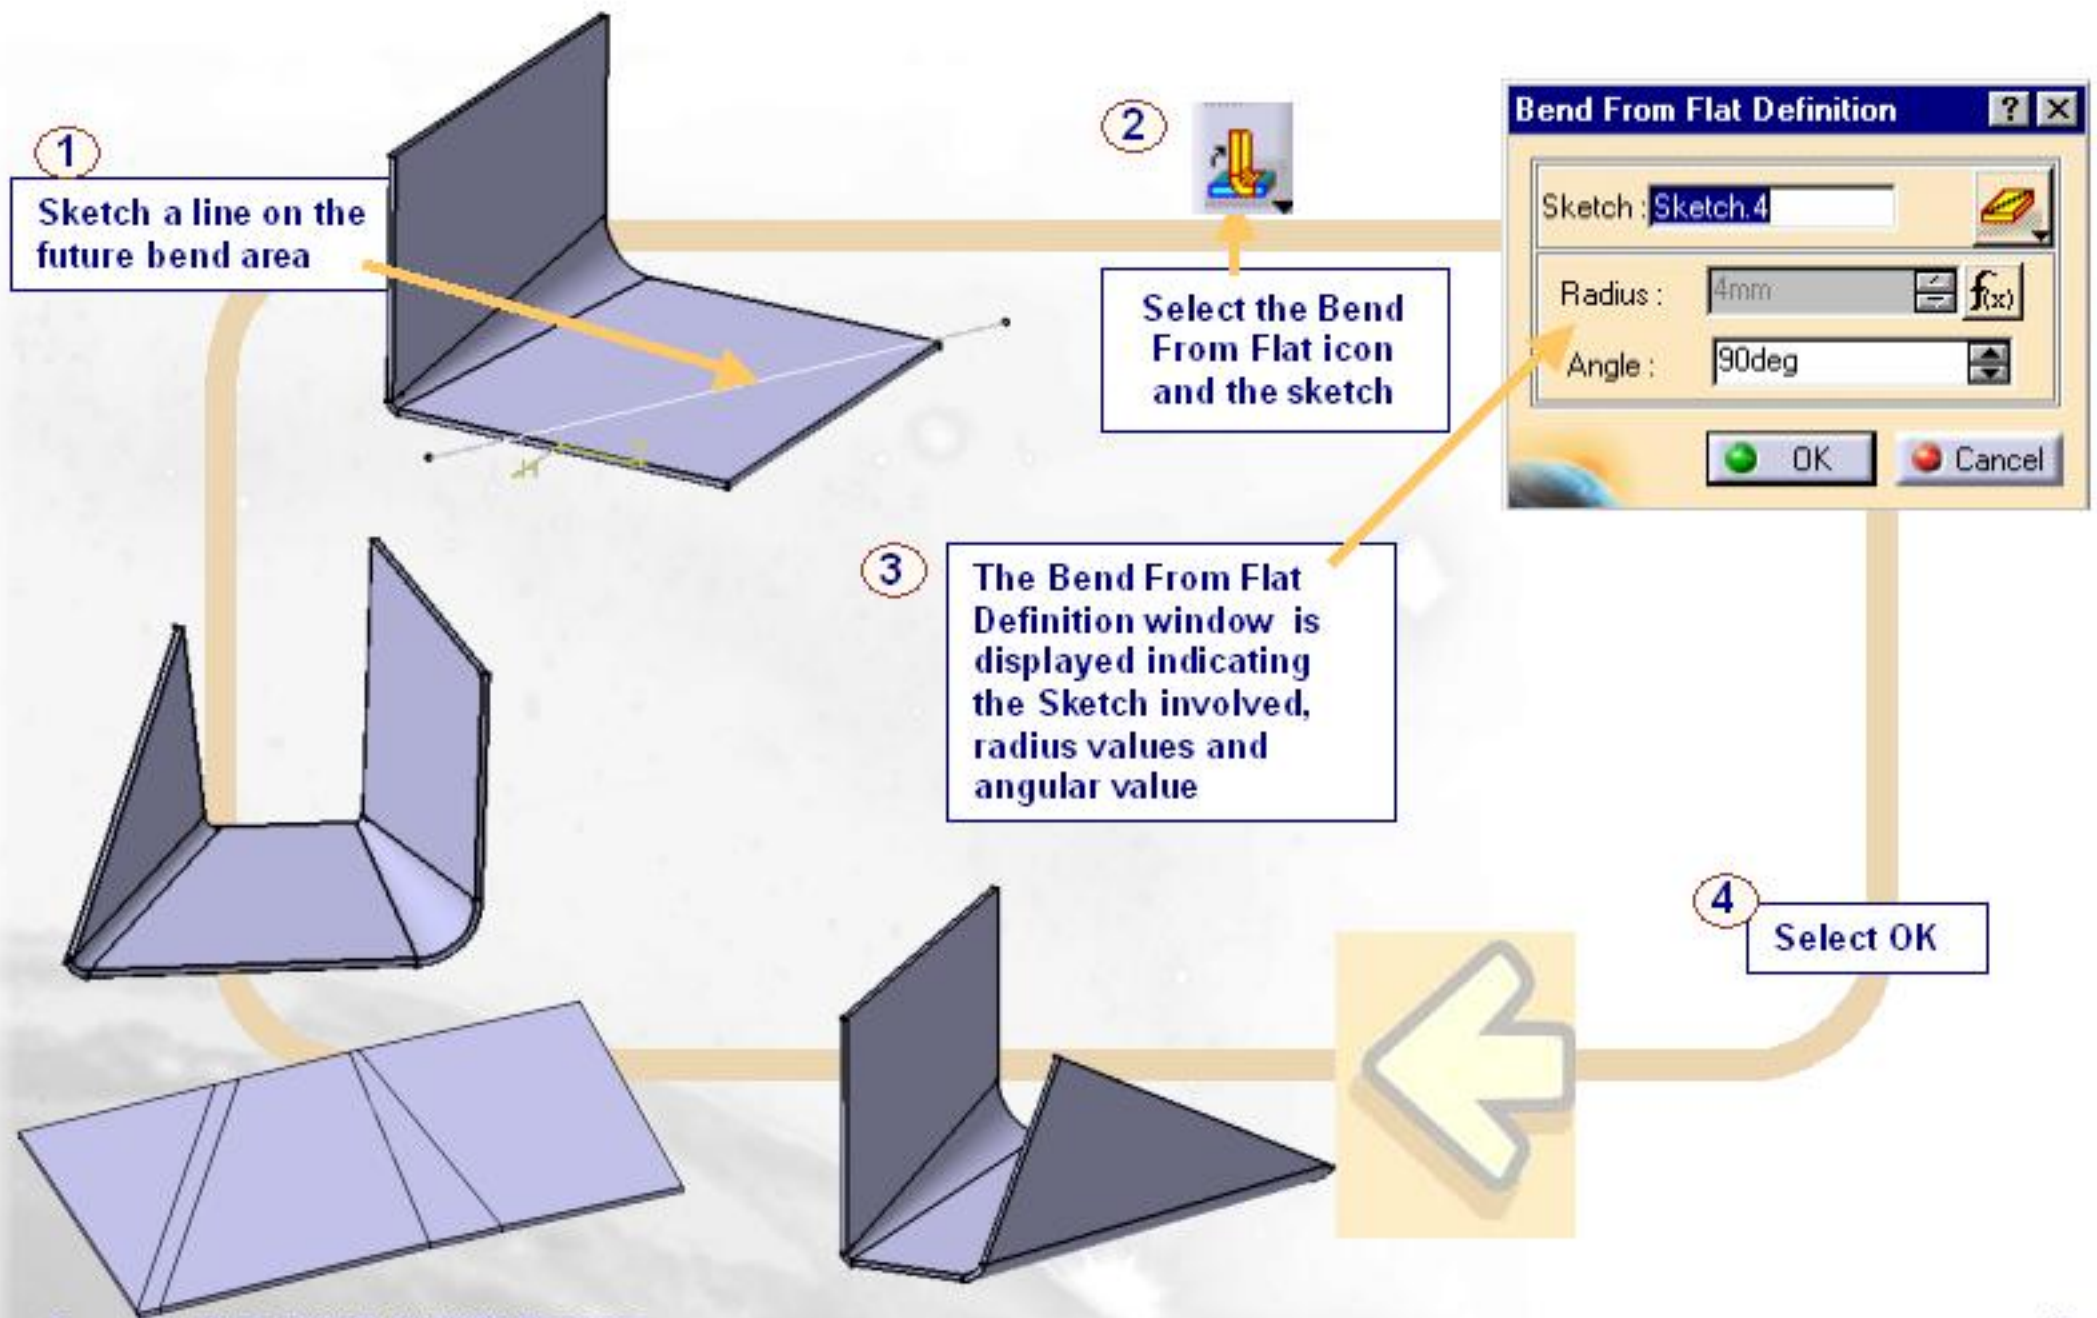 1
Sketch a line on the
future bend area
2
Select the Bend
From Flat icon
and the sketch
Bend From Flat Definition ? X
Sketch : Sketch.4
Radius : 4mm f(x)
Angle : 90deg
OK Cancel
3
The Bend From Flat
Definition window is
displayed indicating
the Sketch involved,
radius values and
angular value
4
Select OK